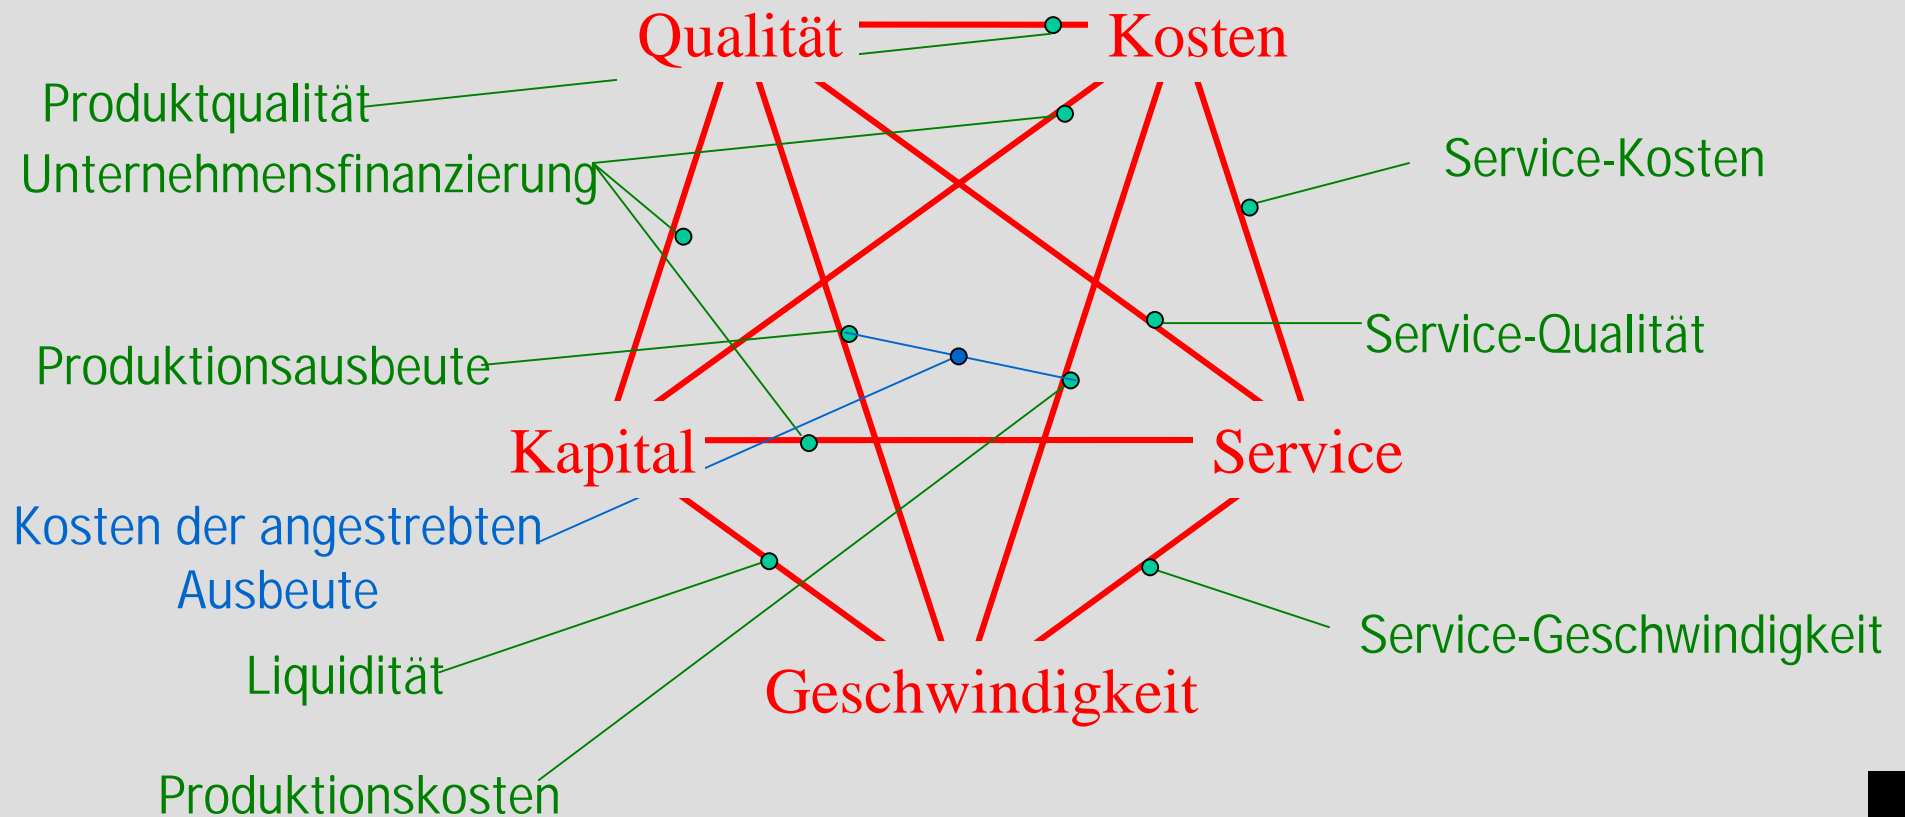 Qualität
Kosten
Produktqualität
Unternehmensfinanzierung
Service-Kosten
Produktionsausbeute
Service-Qualität
Kapital
Service
Kosten der angestrebten
Ausbeute
Liquidität
Service-Geschwindigkeit
Geschwindigkeit
Produktionskosten